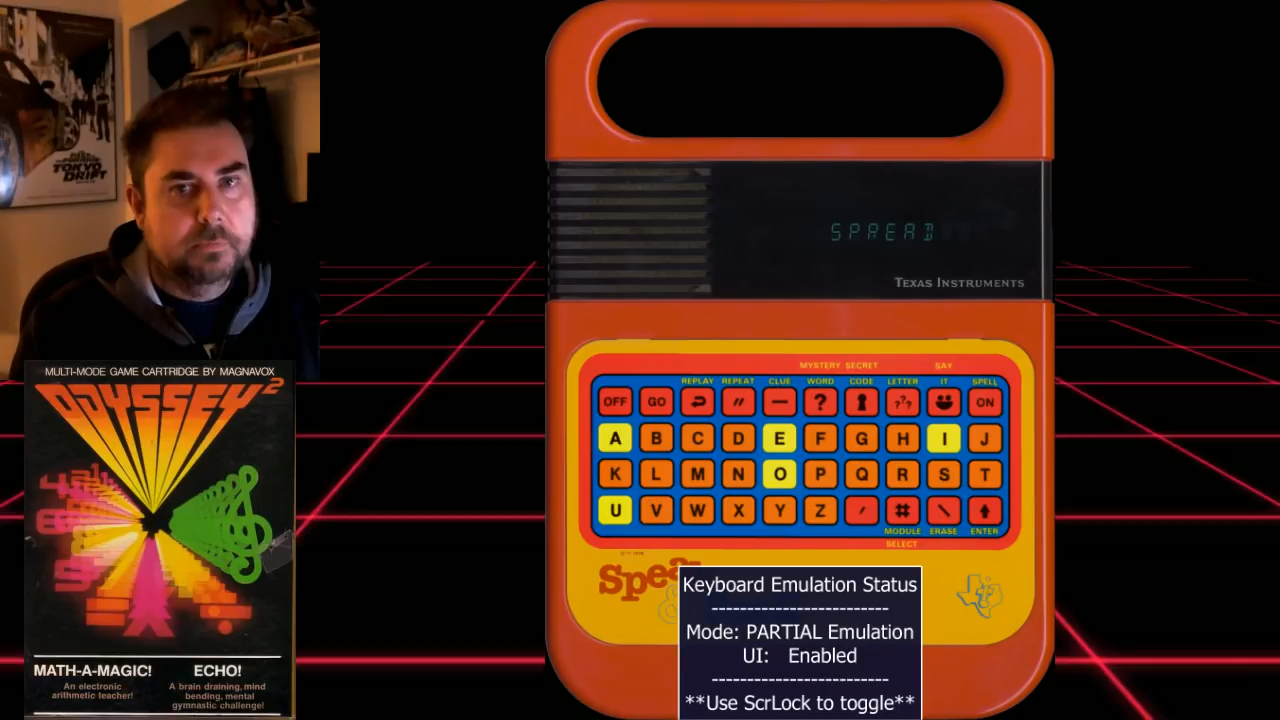 TOKYO
DRIFT
MULTI-MODE GAME CARTRIDGE BY MAGNAVOX
ODYSSEY2
MATH-A-MAGIC!
An electronic
arithmetic teacher!
ECHO!
A brain draining, mind
bending, mental
gymnastic challenge!
SPREAD
TEXAS INSTRUMENTS
MYSTERY SECRET SAY
REPLAY REPEAT CLUE WORD CODE LETTER IT SPELL
OFF GO ? ??? ON
A B C D E F G H I J
K L M N O P Q R S T
U V W X Y Z ' # \
MODULE ERASE ENTER
SELECT
Spea
&
Keyboard Emulation Status
-------------------------
Mode: PARTIAL Emulation
UI: Enabled
-------------------------
**Use ScrLock to toggle**